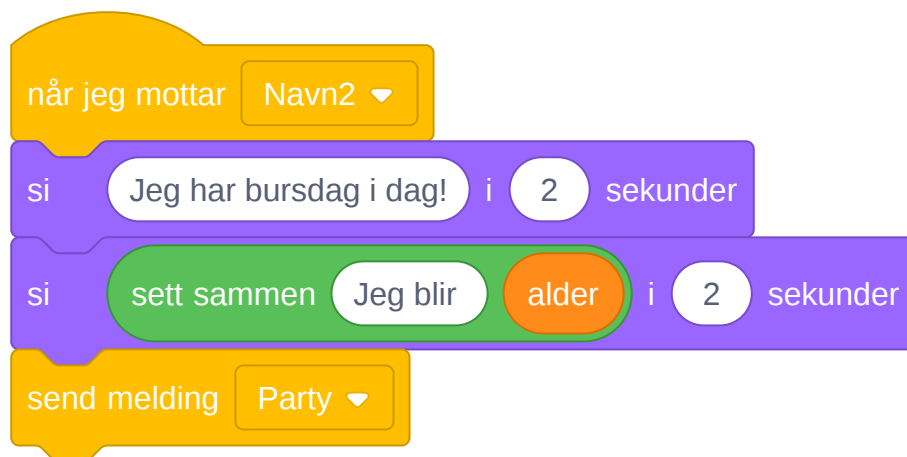 når jeg mottar Navn2
si Jeg har bursdag i dag! i 2 sekunder
si sett sammen Jeg blir alder i 2 sekunder
send melding Party